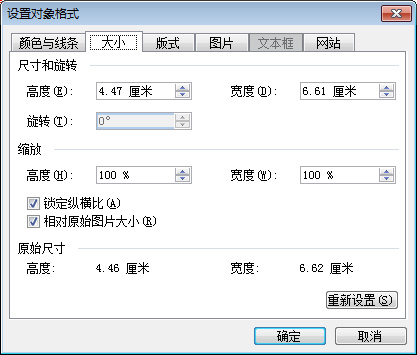 设置对象格式
颜色与线条 大小 版式 图片 文本框 网站
尺寸和旋转
高度(E): 4.47 厘米 宽度(D): 6.61 厘米
旋转(T): 0°
缩放
高度(H): 100 % 宽度(W): 100 %
锁定纵横比(A)
相对原始图片大小(R)
原始尺寸
高度: 4.46 厘米 宽度: 6.62 厘米
重新设置(S)
确定 取消